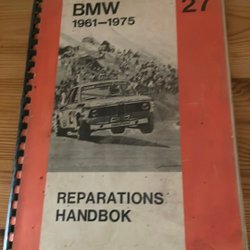 27
BMW
1961–1975
REPARATIONS
HANDBOK